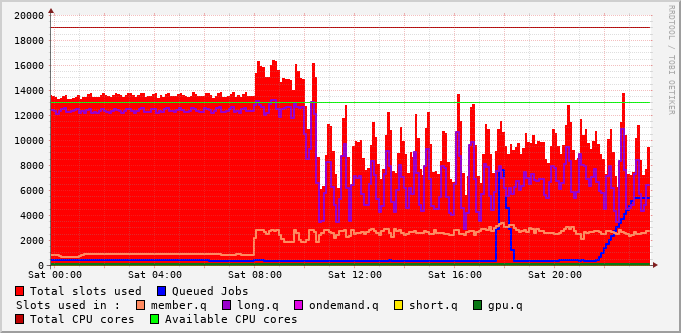 20000
18000
16000
14000
12000
10000
8000
6000
4000
2000
0
Sat 00:00 Sat 04:00 Sat 08:00 Sat 12:00 Sat 16:00 Sat 20:00
RRDTOOL / TOBI OETIKER
Total slots used Queued Jobs
Slots used in : member.q long.q ondemand.q short.q gpu.q
Total CPU cores Available CPU cores